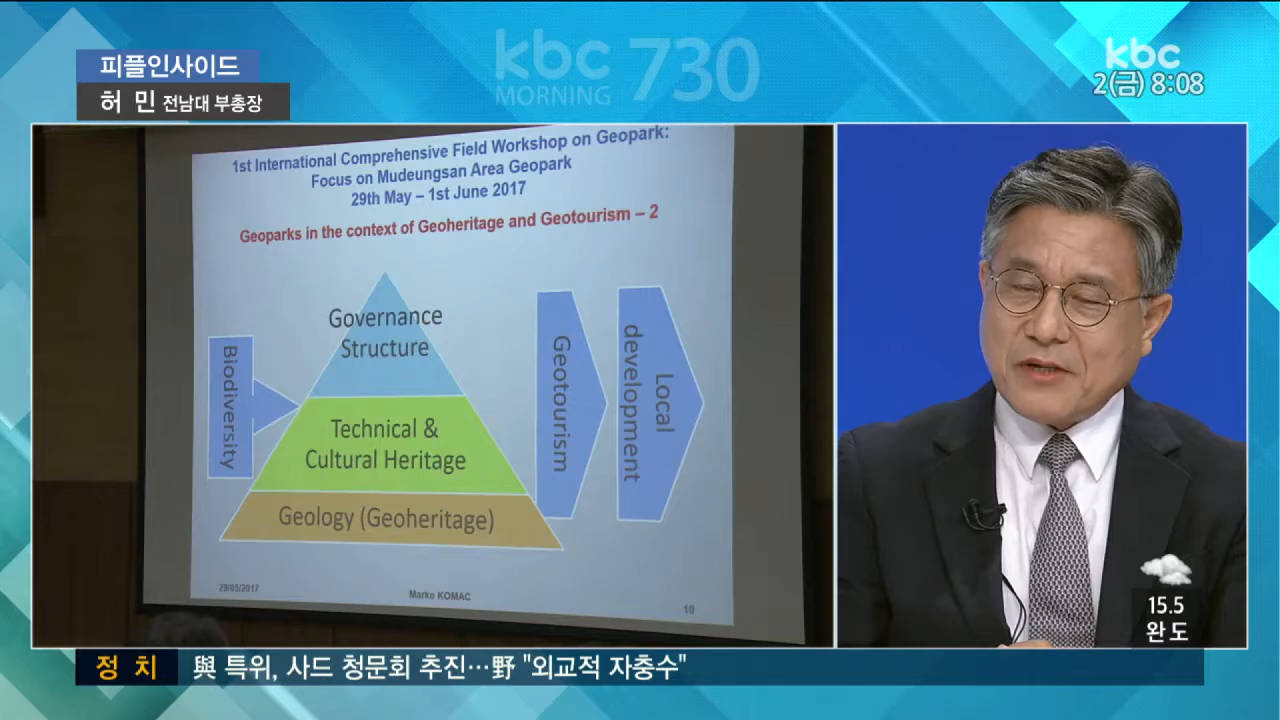 kbc 730
MORNING
kbc
2(금) 8:08
피플인사이드
허 민 전남대 부총장
1st International Comprehensive Field Workshop on Geopark:
Focus on Mudeungsan Area Geopark
29th May – 1st June 2017
Geoparks in the context of Geoheritage and Geotourism – 2
Governance
Structure
Biodiversity
Technical &
Cultural Heritage
Geology (Geoheritage)
Geotourism
Local
development
29/05/2017
Marko KOMAC
10
15.5
완도
정 치
與 특위, 사드 청문회 추진…野 "외교적 자충수"